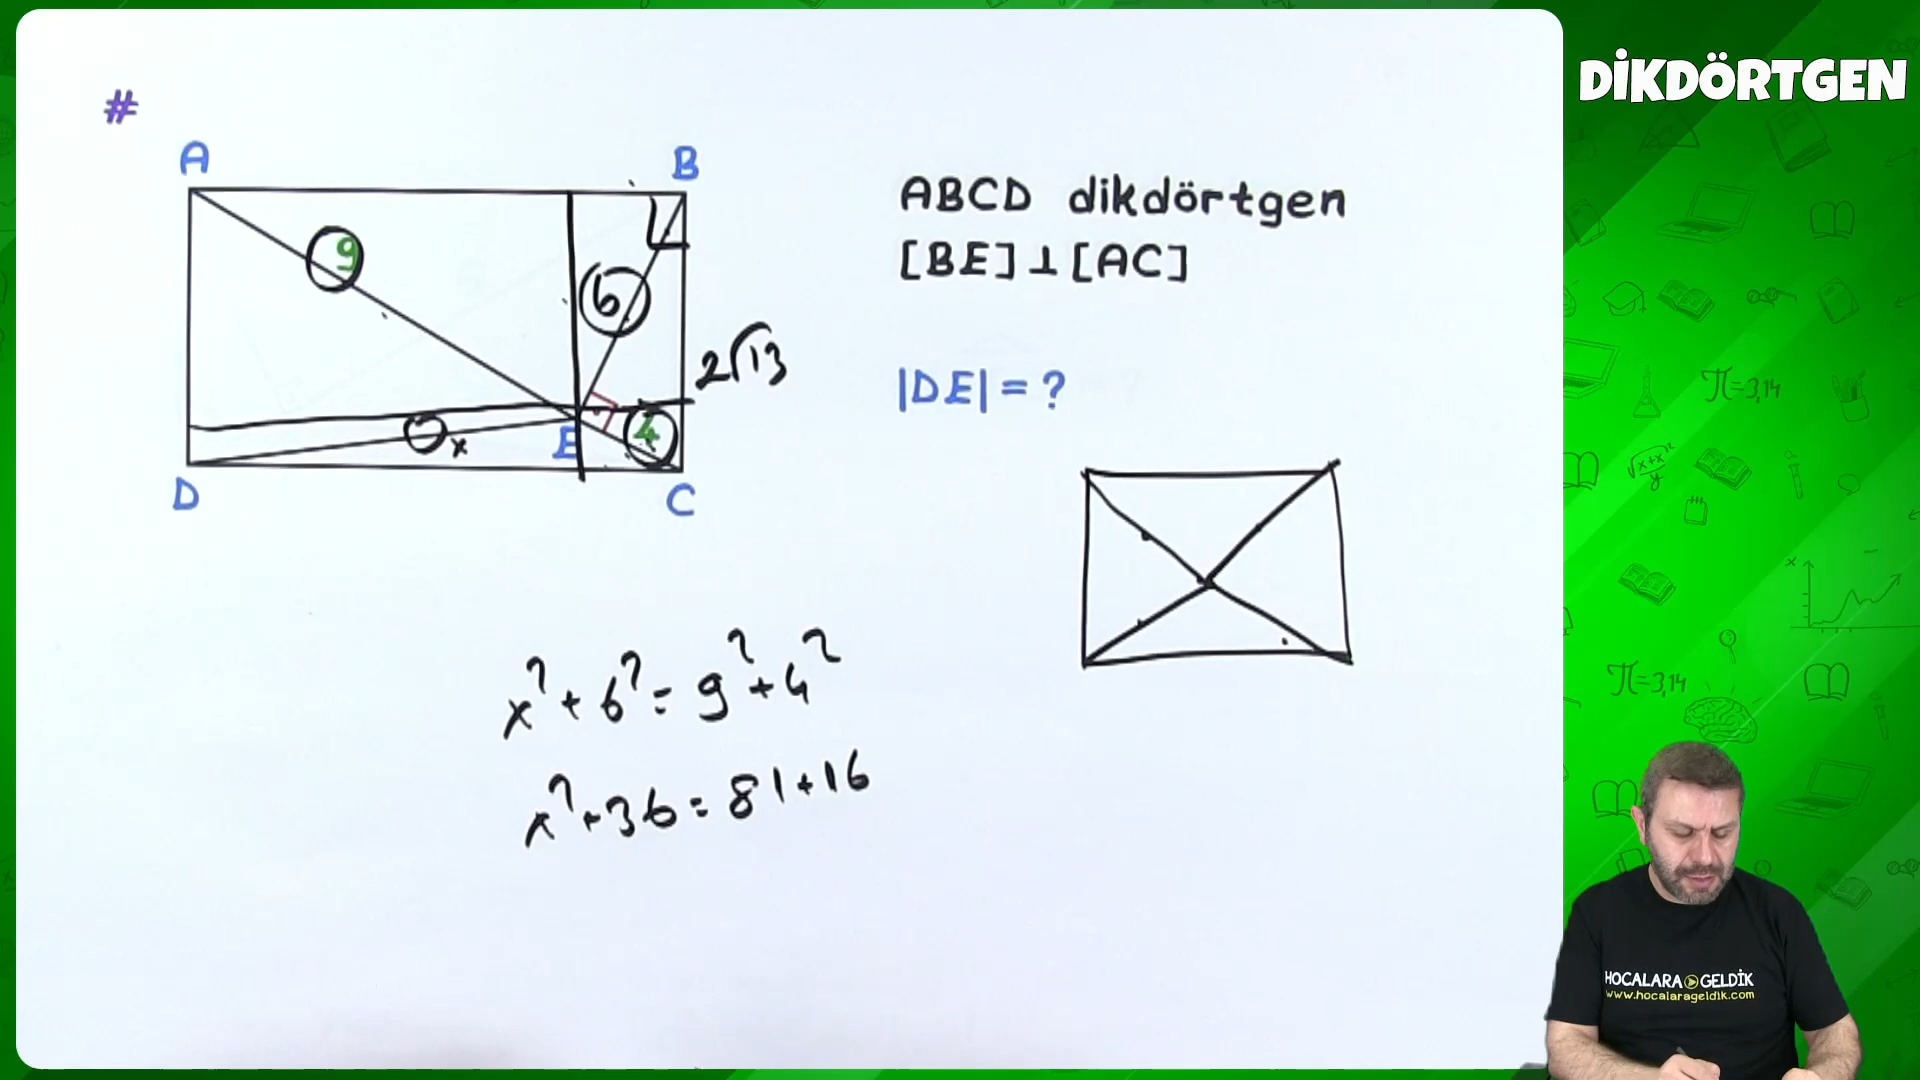 DİKDÖRTGEN
#
A
B
9
6
2√13
4
x
E
D
C
ABCD dikdörtgen
[BE]⊥[AC]
|DE| = ?
x² + 6² = 9² + 4²
x² + 36 = 81 + 16
π=3,14
π=3,14
HOCALARA GELDİK
www.hocalarageldik.com